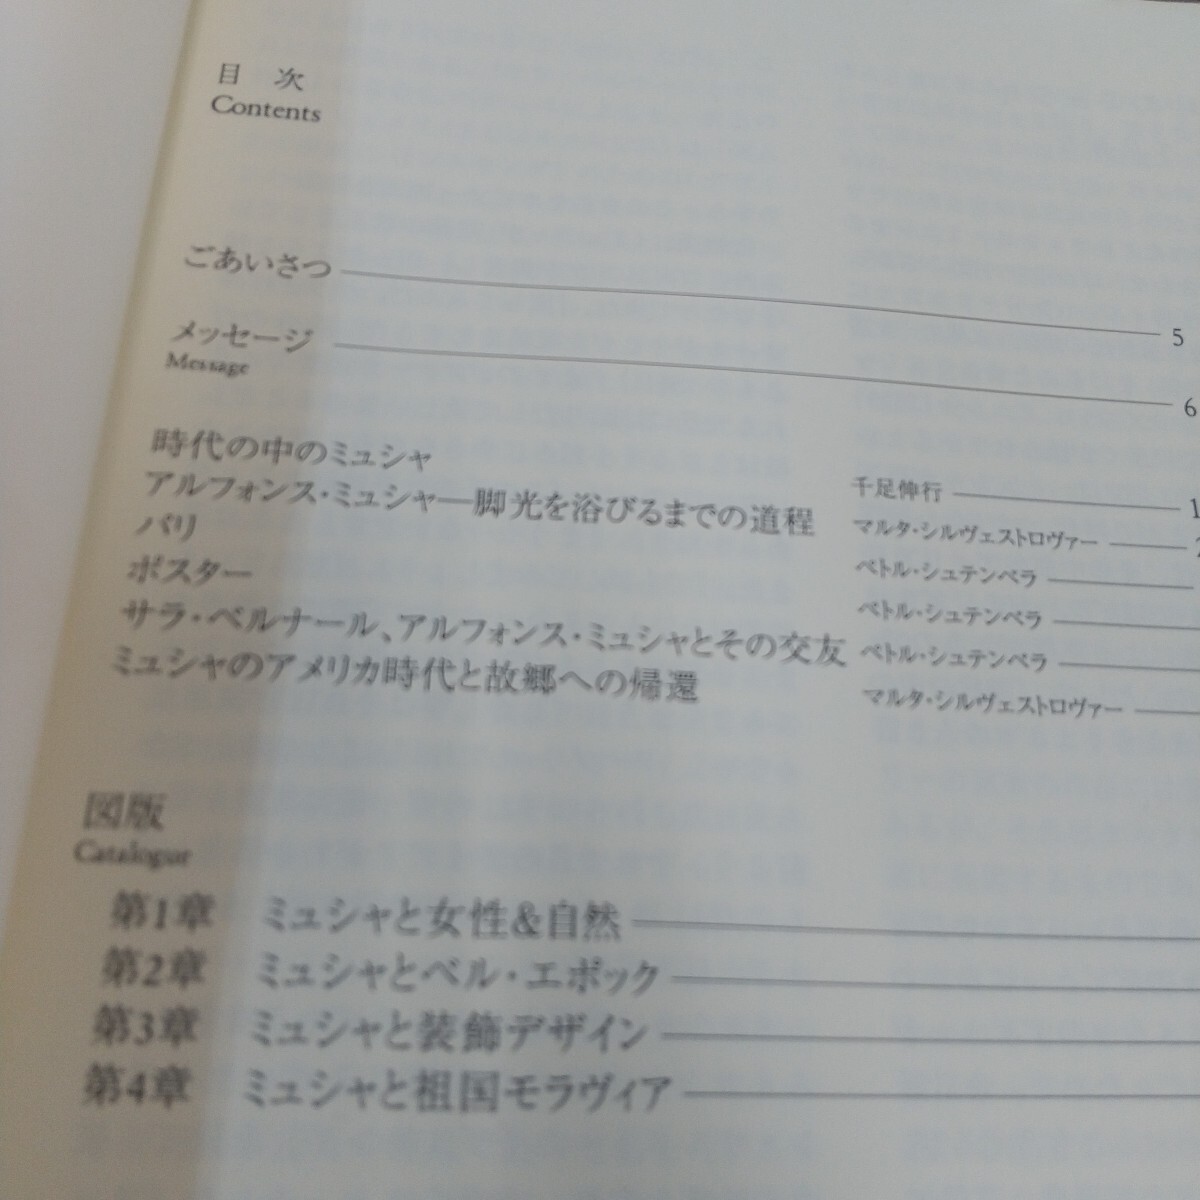 目 次
Contents
ごあいさつ 5
メッセージ 6
Message
時代の中のミュシャ 千足伸行 1
アルフォンス・ミュシャ―脚光を浴びるまでの道程 マルタ・シルヴェストロヴァー 2
パリ ペトル・シュテンベラ
ポスター ペトル・シュテンベラ
サラ・ベルナール、アルフォンス・ミュシャとその交友 ペトル・シュテンベラ
ミュシャのアメリカ時代と故郷への帰還 マルタ・シルヴェストロヴァー
図版
Catalogue
第1章 ミュシャと女性&自然
第2章 ミュシャとベル・エポック
第3章 ミュシャと装飾デザイン
第4章 ミュシャと祖国モラヴィア